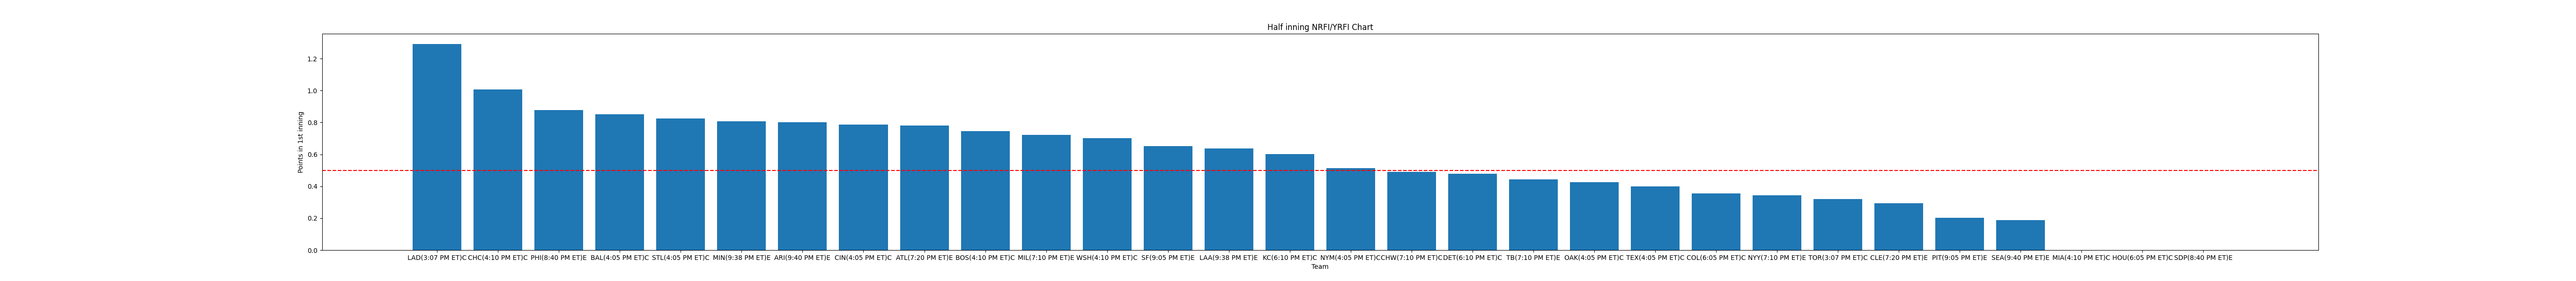 Half inning NRFI/YRFI Chart
1.2
1.0
0.8
0.6
0.4
0.2
0.0
Points in 1st inning
LAD(3:07 PM ET)C CHC(4:10 PM ET)C PHI(8:40 PM ET)E BAL(4:05 PM ET)C STL(4:05 PM ET)C MIN(9:38 PM ET)E ARI(9:40 PM ET)E CIN(4:05 PM ET)C ATL(7:20 PM ET)E BOS(4:10 PM ET)C MIL(7:10 PM ET)E WSH(4:10 PM ET)C SF(9:05 PM ET)E LAA(9:38 PM ET)E KC(6:10 PM ET)C NYM(4:05 PM ET)C CHW(7:10 PM ET)C DET(6:10 PM ET)C TB(7:10 PM ET)E OAK(4:05 PM ET)C TEX(4:05 PM ET)C COL(6:05 PM ET)C NYY(7:10 PM ET)E TOR(3:07 PM ET)C CLE(7:20 PM ET)E PIT(9:05 PM ET)E SEA(9:40 PM ET)E MIA(4:10 PM ET)C HOU(6:05 PM ET)C SDP(8:40 PM ET)E
Team